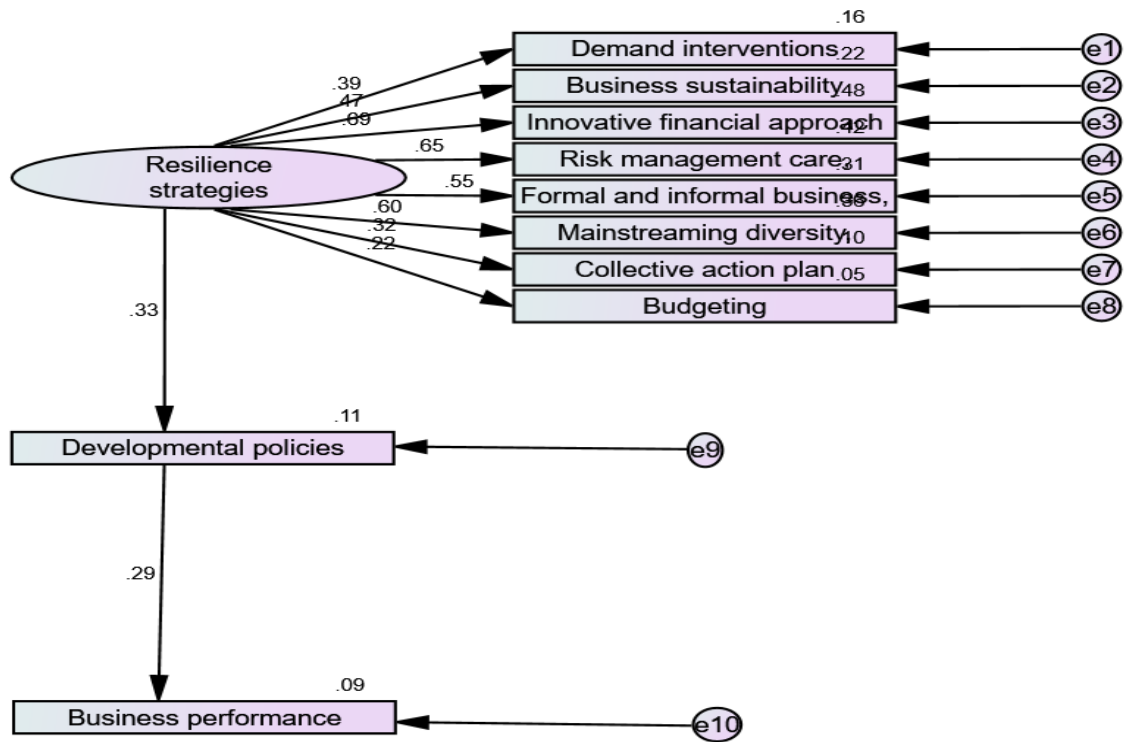 .16
Demand interventions
e1
.39
.22
Business sustainability
e2
.47
.48
Innovative financial approach
e3
.69
.42
Risk management care,
e4
.65
.31
Formal and informal business,
e5
.55
Mainstreaming diversity
e6
.60
.10
Collective action plan
e7
.32
.05
Budgeting
e8
.22
Resilience
strategies
.33
.11
Developmental policies
e9
.29
.09
Business performance
e10